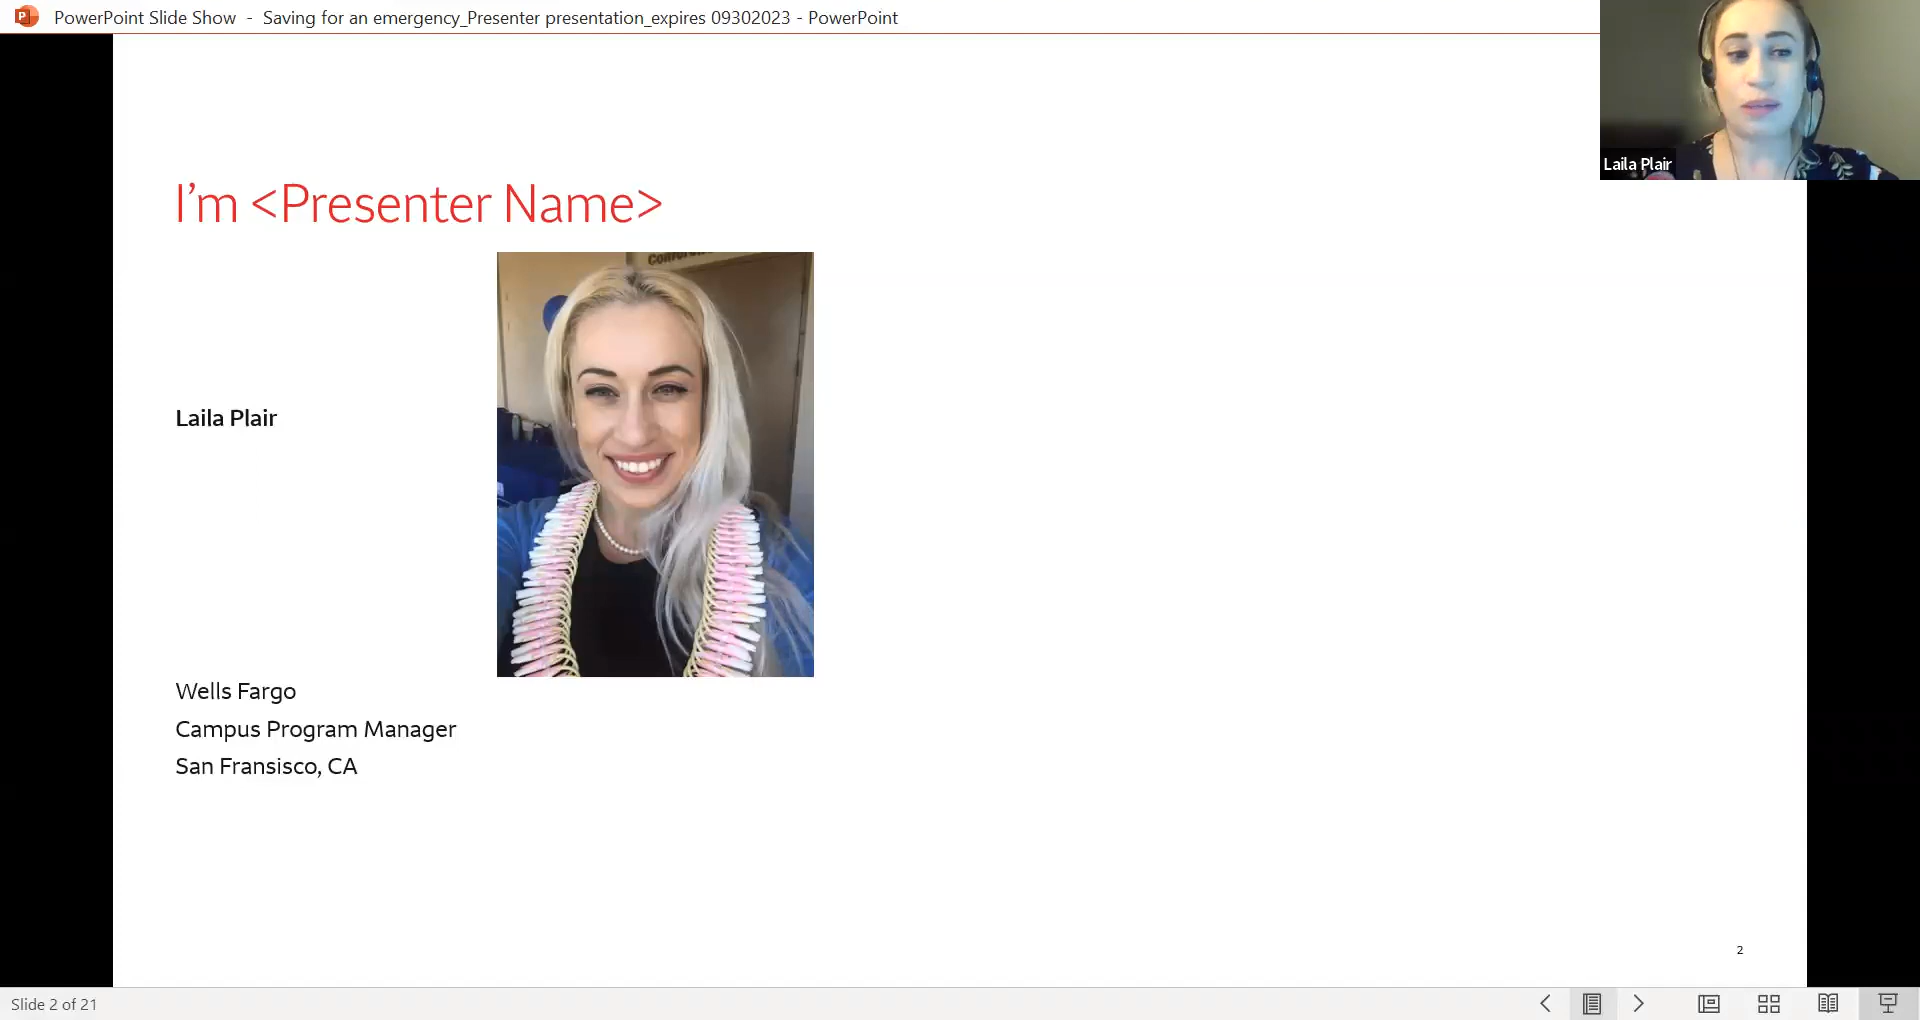 PowerPoint Slide Show - Saving for an emergency_Presenter presentation_expires 09302023 - PowerPoint
Laila Plair
I'm <Presenter Name>
Laila Plair
Wells Fargo
Campus Program Manager
San Fransisco, CA
2
Slide 2 of 21